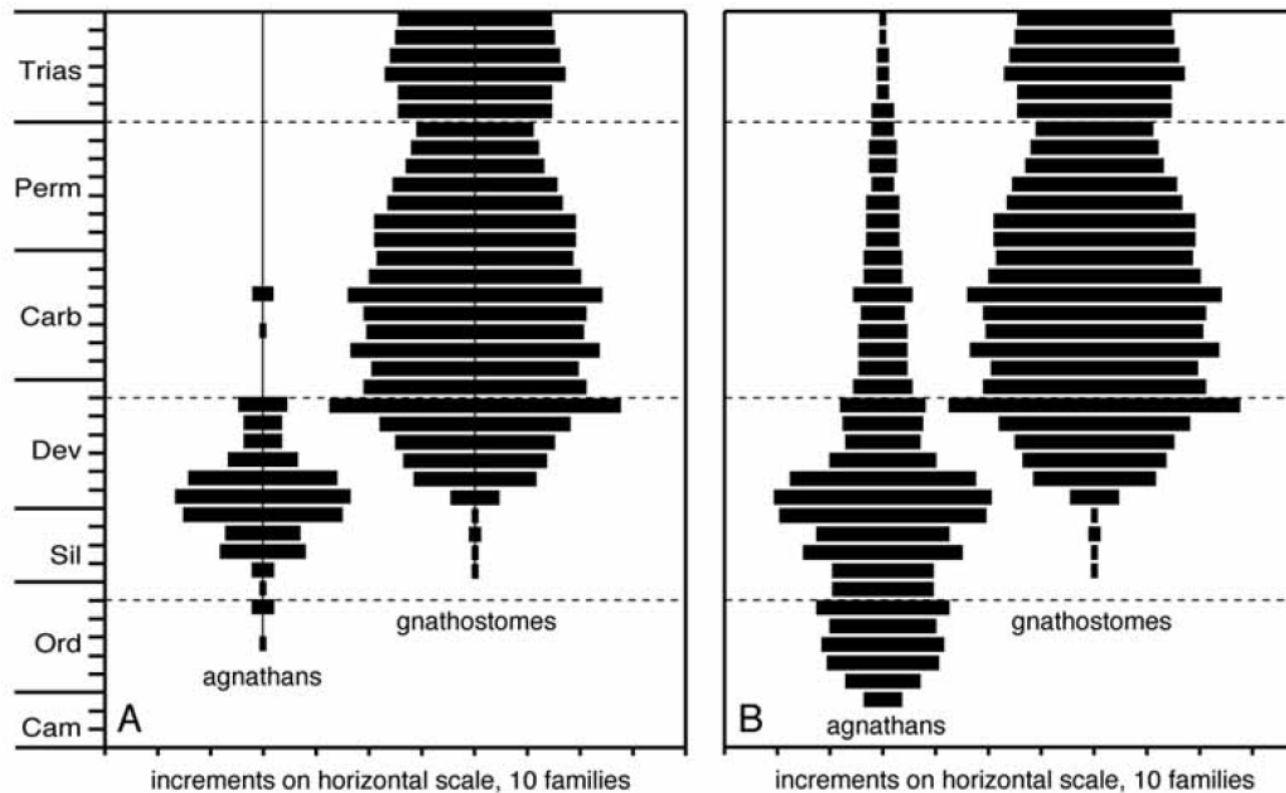 Trias
Perm
Carb
Dev
Sil
Ord
Cam
gnathostomes
agnathans
A
increments on horizontal scale, 10 families
gnathostomes
agnathans
B
increments on horizontal scale, 10 families